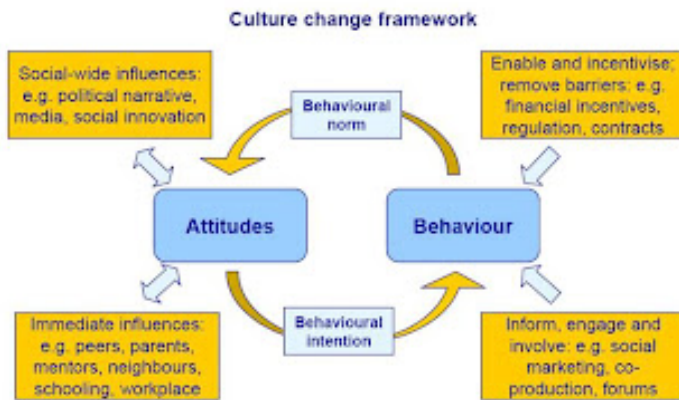 Culture change framework
Social-wide influences:
e.g. political narrative,
media, social innovation
Behavioural
norm
Enable and incentivise;
remove barriers: e.g.
financial incentives,
regulation, contracts
Attitudes
Behaviour
Immediate influences:
e.g. peers, parents,
mentors, neighbours,
schooling, workplace
Behavioural
intention
Inform, engage and
involve: e.g. social
marketing, co-
production, forums